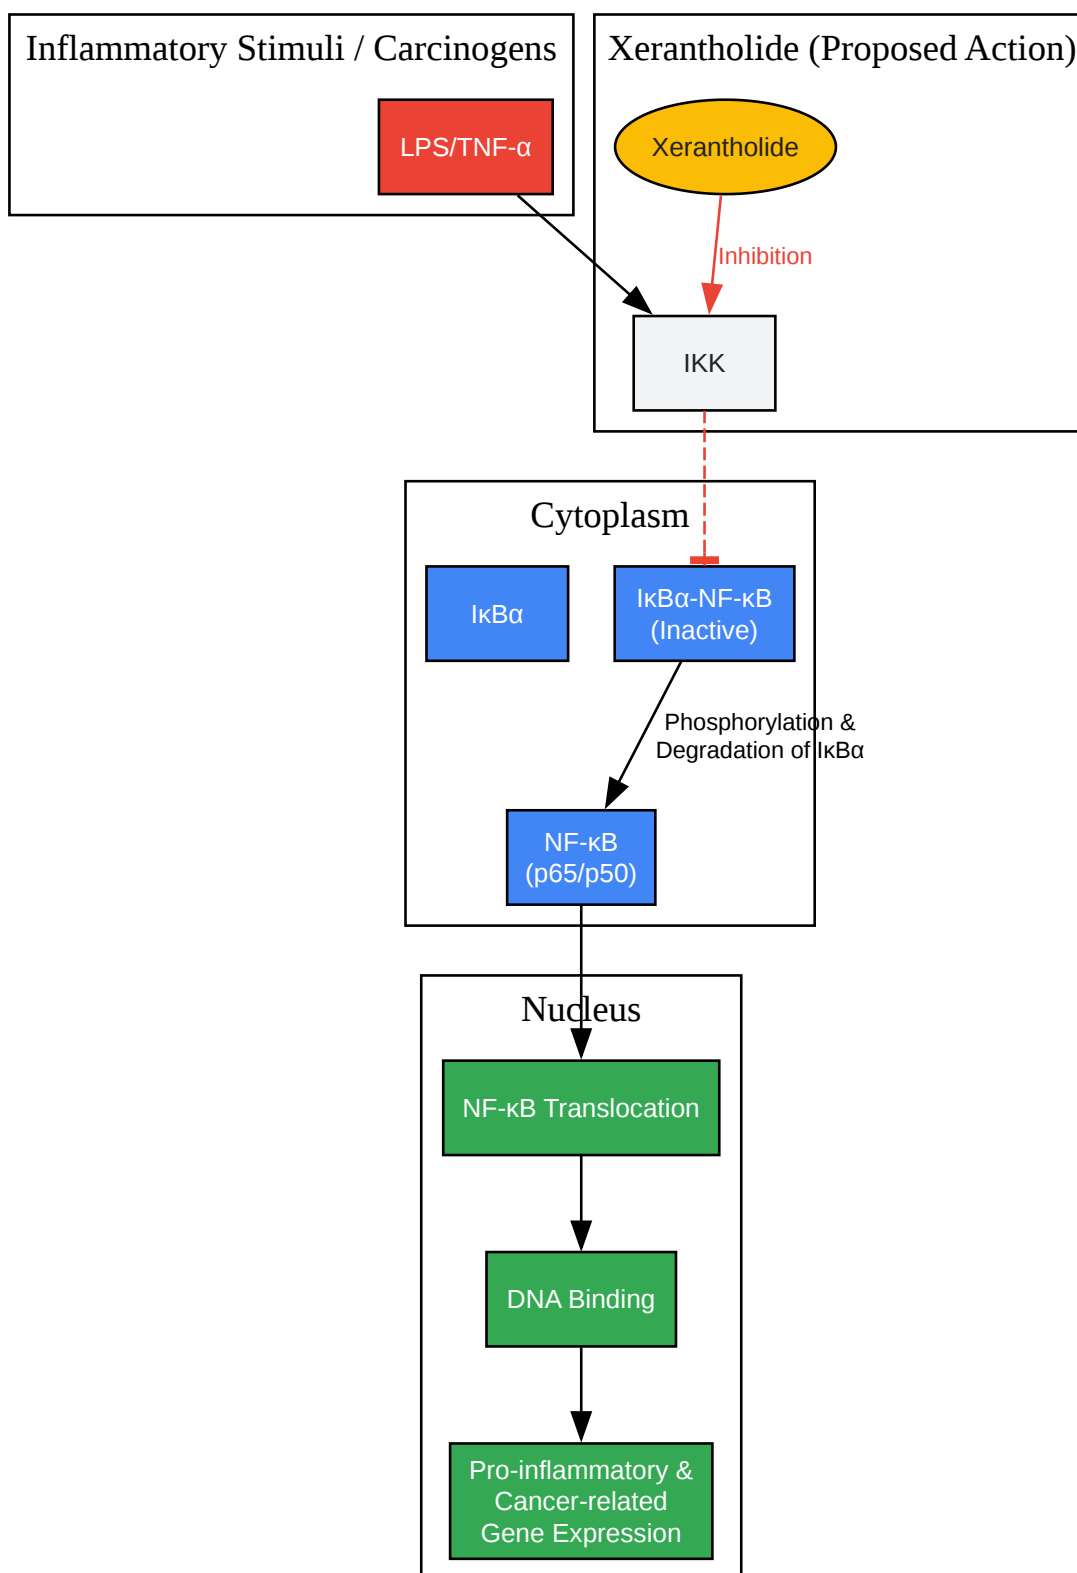 Inflammatory Stimuli / Carcinogens
LPS/TNF-α
Xerantholide (Proposed Action)
Xerantholide
Inhibition
IKK
Cytoplasm
IκBα
IκBα-NF-κB
(Inactive)
Phosphorylation &
Degradation of IκBα
NF-κB
(p65/p50)
Nucleus
NF-κB Translocation
DNA Binding
Pro-inflammatory &
Cancer-related
Gene Expression